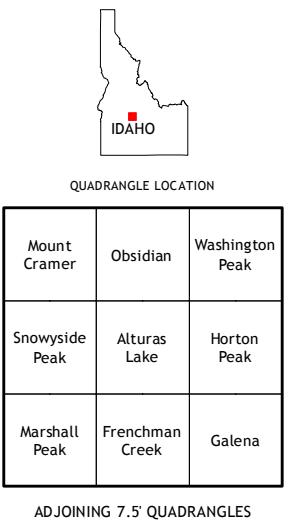 IDAHO
QUADRANGLE LOCATION
Mount
Cramer
Obsidian
Washington
Peak
Snowyside
Peak
Alturas
Lake
Horton
Peak
Marshall
Peak
Frenchman
Creek
Galena
ADJOINING 7.5' QUADRANGLES